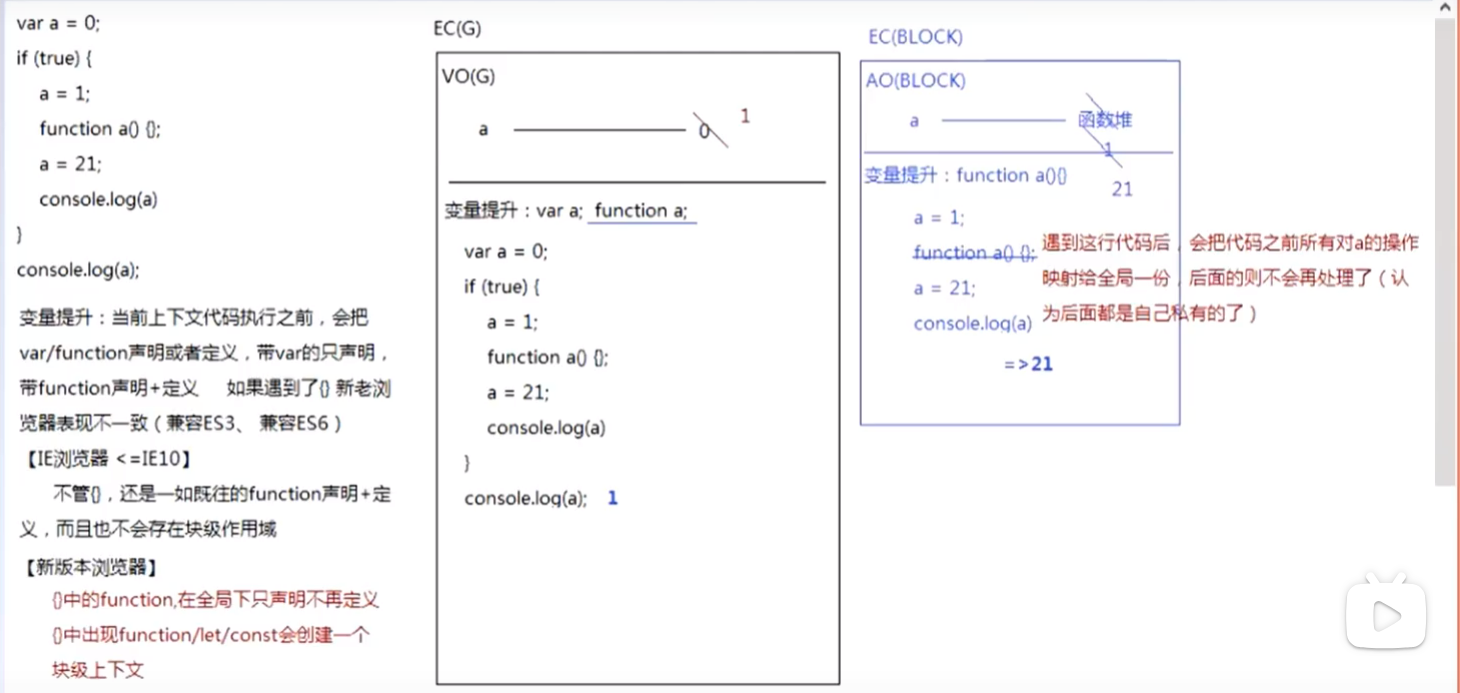 var a = 0;
if (true) {
a = 1;
function a() {};
a = 21;
console.log(a)
}
console.log(a);
变量提升：当前上下文代码执行之前，会把
var/function声明或者定义，带var的只声明，
带function声明+定义 如果遇到了{} 新老浏
览器表现不一致（兼容ES3、 兼容ES6）
【IE浏览器 <=IE10】
不管{}，还是一如既往的function声明+定
义，而且也不会存在块级作用域
【新版本浏览器】
{}中的function,在全局下只声明不再定义
{}中出现function/let/const会创建一个
块级上下文
EC(G)
VO(G)
a 0 1
变量提升：var a; function a;
var a = 0;
if (true) {
a = 1;
function a() {};
a = 21;
console.log(a)
}
console.log(a); 1
EC(BLOCK)
AO(BLOCK)
a 函数堆
1
21
变量提升：function a(){}
a = 1;
function a() {};
a = 21;
console.log(a)
=>21
遇到这行代码后，会把代码之前所有对a的操作
映射给全局一份，后面的则不会再处理了（认
为后面都是自己私有的了）